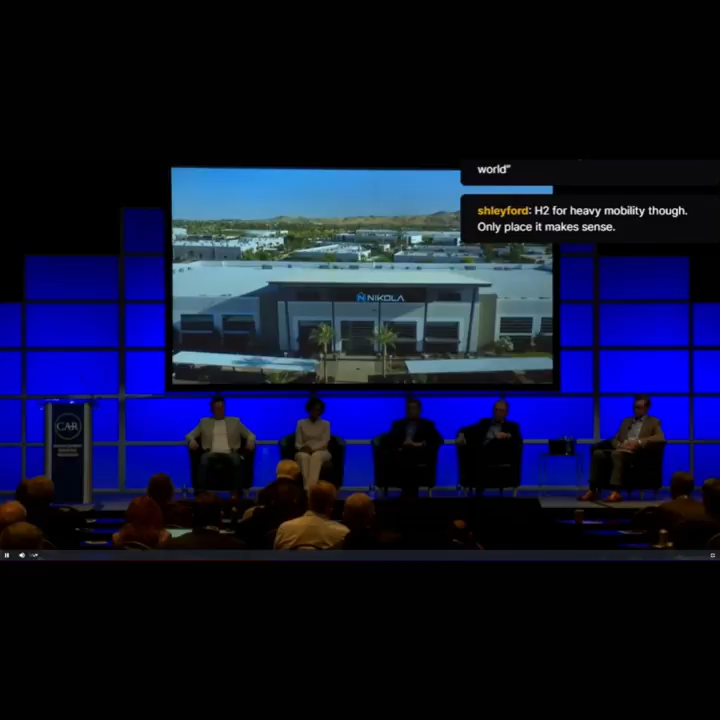 world"
shleyford: H2 for heavy mobility though.
Only place it makes sense.
NIKOLA
CAR